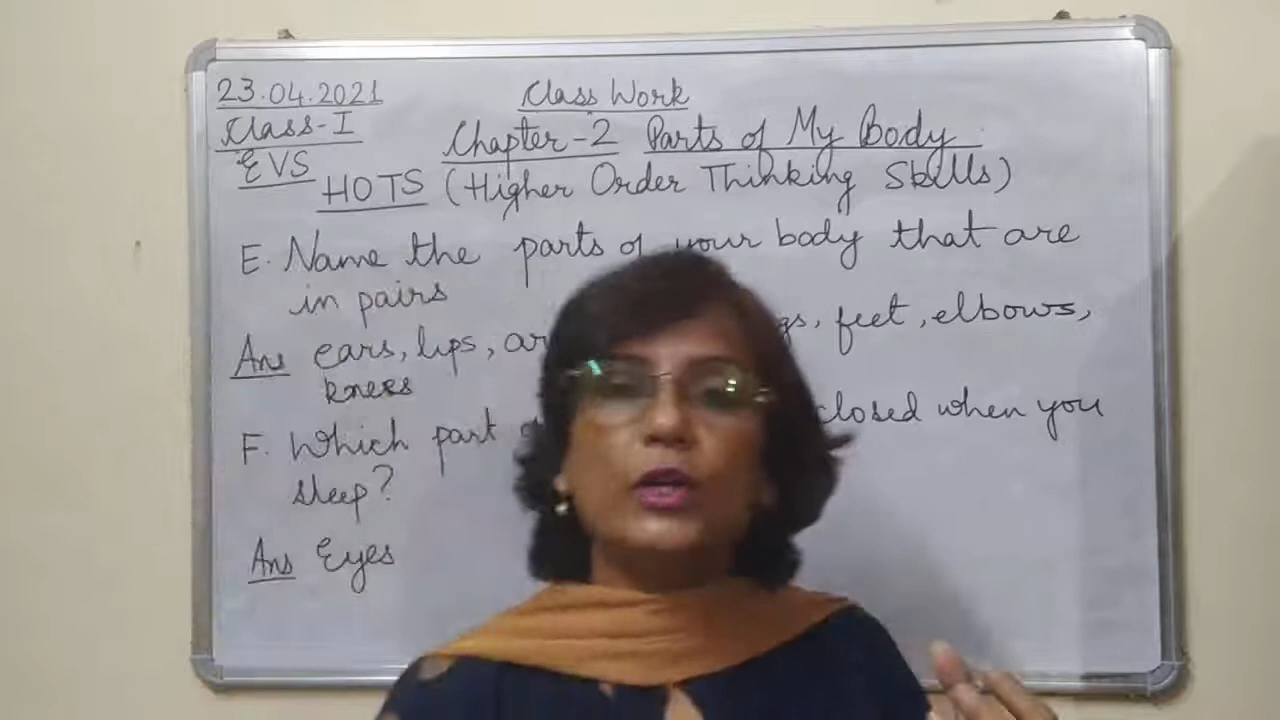 23.04.2021 Class Work
Class-I Chapter-2 Parts of My Body
EVS
HOTS (Higher Order Thinking Skills)
E. Name the parts of your body that are
in pairs
Ans ears, lips, feet, elbows,
knees
F. Which part closed when you
sleep?
Ans Eyes